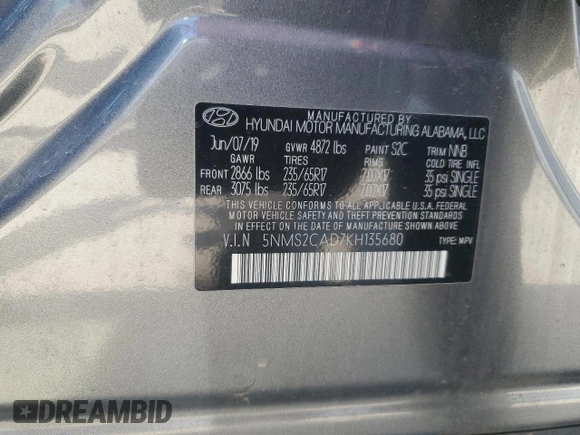 MANUFACTURED BY
HYUNDAI MOTOR MANUFACTURING ALABAMA, LLC
Jun/07/19 GVWR 4872 lbs PAINT S2C TRIM NNB
GAWR TIRES RIMS COLD TIRE INFL
FRONT 2866 lbs 235/65R17 7.0JX17 35 psi SINGLE
REAR 3075 lbs 235/65R17 7.0JX17 35 psi SINGLE
THIS VEHICLE CONFORMS TO ALL APPLICABLE FEDERAL
MOTOR VEHICLE SAFETY AND THEFT PREVENTION STANDARDS
IN EFFECT ON THE DATE OF MANUFACTURE SHOWN ABOVE.
V.I.N 5NMS2CAD7KH135680 TYPE: MPV
DREAMBID